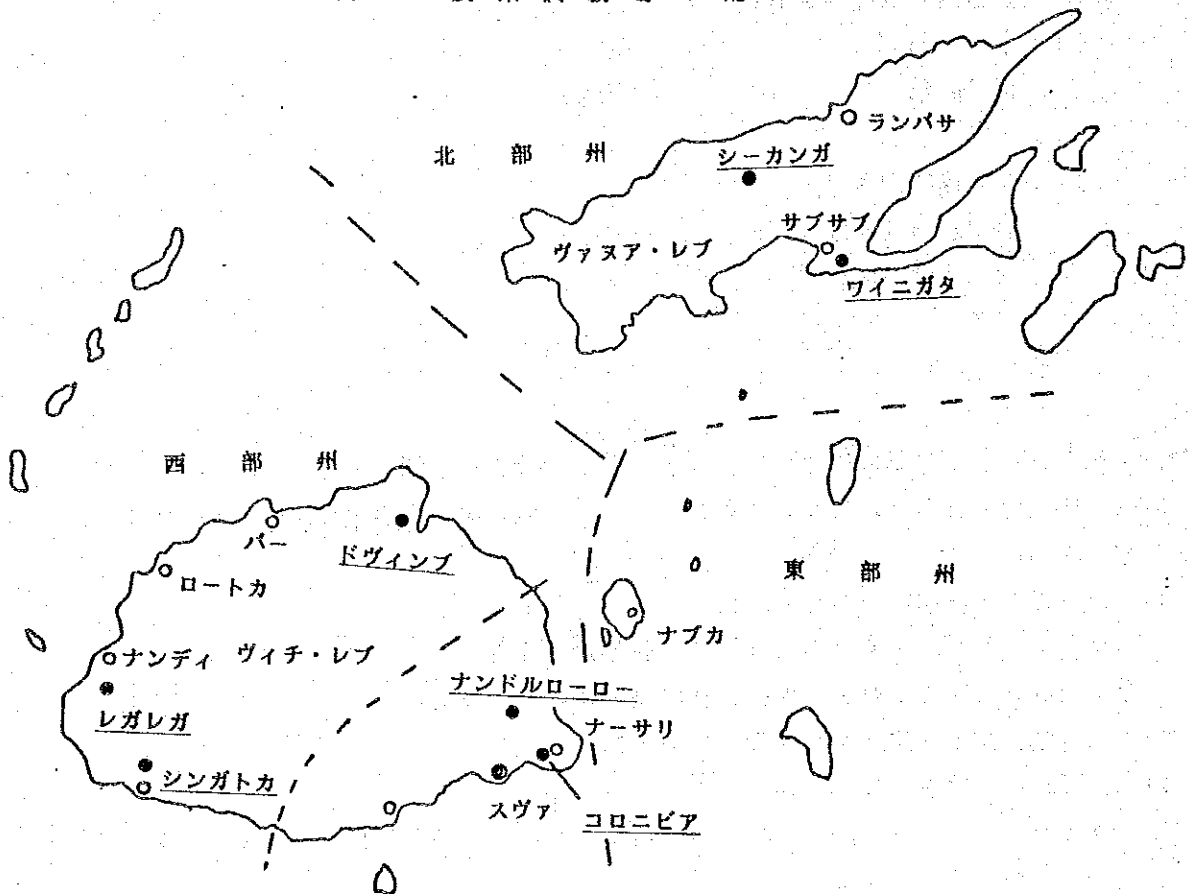 ランバサ
北部州
シーカンガ
サブサブ
ヴァヌア・レブ
ワイニガタ
西部州
バー
ドヴィンブ
ロートカ
東部州
ナブカ
ナンディ ヴィチ・レブ
ナンドルローロー
レガレガ
ナーサリ
シンガトカ
スヴァ
コロニビア